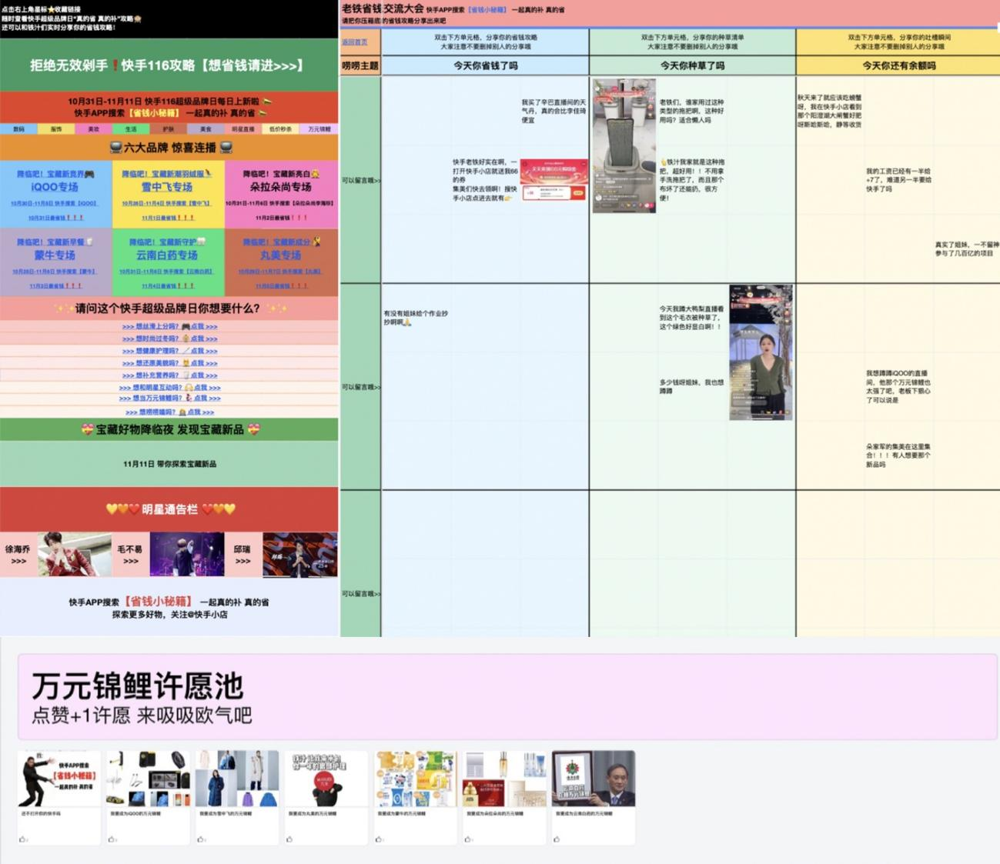 点击右上角星标⭐收藏链接
随时查看快手超级品牌日“真的省 真的补”攻略
还可以和铁汁们实时分享你的省钱攻略！
拒绝无效剁手❗快手116攻略【想省钱请进>>>】
10月31日-11月11日 快手116超级品牌日每日上新啦
快手APP搜索【省钱小秘籍】 一起真的补 真的省
数码 服饰 美妆 生活 护肤 美食 明星直播 低价秒杀 万元锦鲤
六大品牌 惊喜连播
降临吧！宝藏新竞界🎮
iQOO专场
10月30日-11月5日 快手搜索【iQOO】
10月31日最省钱❗❗❗
降临吧！宝藏新潮羽绒服
雪中飞专场
10月28日-11月4日 快手搜索【雪中飞】
11月1日最省钱❗❗❗
降临吧！宝藏新亮白
朵拉朵尚专场
10月31日-11月6日 快手搜索【朵拉朵尚李海珍】
11月2日最省钱❗❗❗
降临吧！宝藏新早餐🥛
蒙牛专场
10月28日-11月6日 快手搜索【蒙牛】
11月3日最省钱❗❗❗
降临吧！宝藏新守护🦷
云南白药专场
10月31日-11月6日 快手搜索【云南白药】
11月4日最省钱❗❗❗
降临吧！宝藏新成分
丸美专场
10月29日-11月7日 快手搜索【丸美】
11月5日最省钱❗❗❗
✨请问这个快手超级品牌日你想要什么？✨
>>> 想丝滑上分吗？🎮点我 >>>
>>> 想时尚过冬吗？点我 >>>
>>> 想健康护理吗？点我 >>>
>>> 想还原美貌吗？点我 >>>
>>> 想补充营养吗？🥛点我 >>>
>>> 想和明星互动吗？点我 >>>
>>> 想当万元锦鲤吗？点我 >>>
>>> 想唠唠嗑吗？点我 >>>
💝宝藏好物降临夜 发现宝藏新品 💝
11月11日 带你探索宝藏新品
💛🧡❤️明星通告栏 ❤️🧡💛
徐海乔
>>>
毛不易
>>>
邱瑞
>>>
快手APP搜索【省钱小秘籍】 一起真的补 真的省
探索更多好物，关注@快手小店
老铁省钱交流大会 快手APP搜索【省钱小秘籍】 一起真的补 真的省
请把你压箱底的省钱攻略分享出来吧
返回首页
双击下方单元格，分享你的省钱攻略
大家注意不要删掉别人的分享哦
双击下方单元格，分享你的种草清单
大家注意不要删掉别人的分享哦
双击下方单元格，分享你的吐槽瞬间
大家注意不要删掉别人的分享哦
唠唠主题 今天你省钱了吗 今天你种草了吗 今天你还有余额吗
可以留言哦>>
我买了辛巴直播间的天
气丹，真的会比李佳琦
便宜
快手老铁好实在啊，一
打开快手小店就送我66
的券
集美们快去领啊！搜快
手小店点进去就有👉
老铁们，谁家用过这种
类型的拖把啊，这种好
用吗？适合懒人吗
👆铁汁我家就是这种拖
把，超好用！！不用拿
手洗拖把了，而且那个
布坏了还能扔，很方
便！
秋天来了就应该吃螃蟹
呀，我在快手小店看到
那个阳澄湖大闸蟹好肥
呀斯哈斯哈，静等收货
我的工资已经有一半给
+7了，难道另一半要给
快手了吗
真实了姐妹，一不留神
参与了几百亿的项目
可以留言哦>>
有没有姐妹给个作业抄
抄啊啊🙏
今天我蹲大鸭梨直播看
到这个毛衣被种草了，
这个绿色好显白啊！！
多少钱呀姐妹，我也想
蹲蹲
我想蹲蹲iQOO的直播
间，他那个万元锦鲤也
太强了吧，老板下狠心
了可以说是
朵家军的集美在这里集
合！！！有人想要那个
新品吗
可以留言哦>>
万元锦鲤许愿池
点赞+1许愿 来吸吸欧气吧
我：
快手APP搜索
【省钱小秘籍】
一起真的补 真的省
还不打开你的快手吗
我要成为iQOO的万元锦鲤
我要成为雪中飞的万元锦鲤
我要成为丸美的万元锦鲤
我要成为蒙牛的万元锦鲤
我要成为朵拉朵尚的万元锦鲤
我要成为云南白药的万元锦鲤